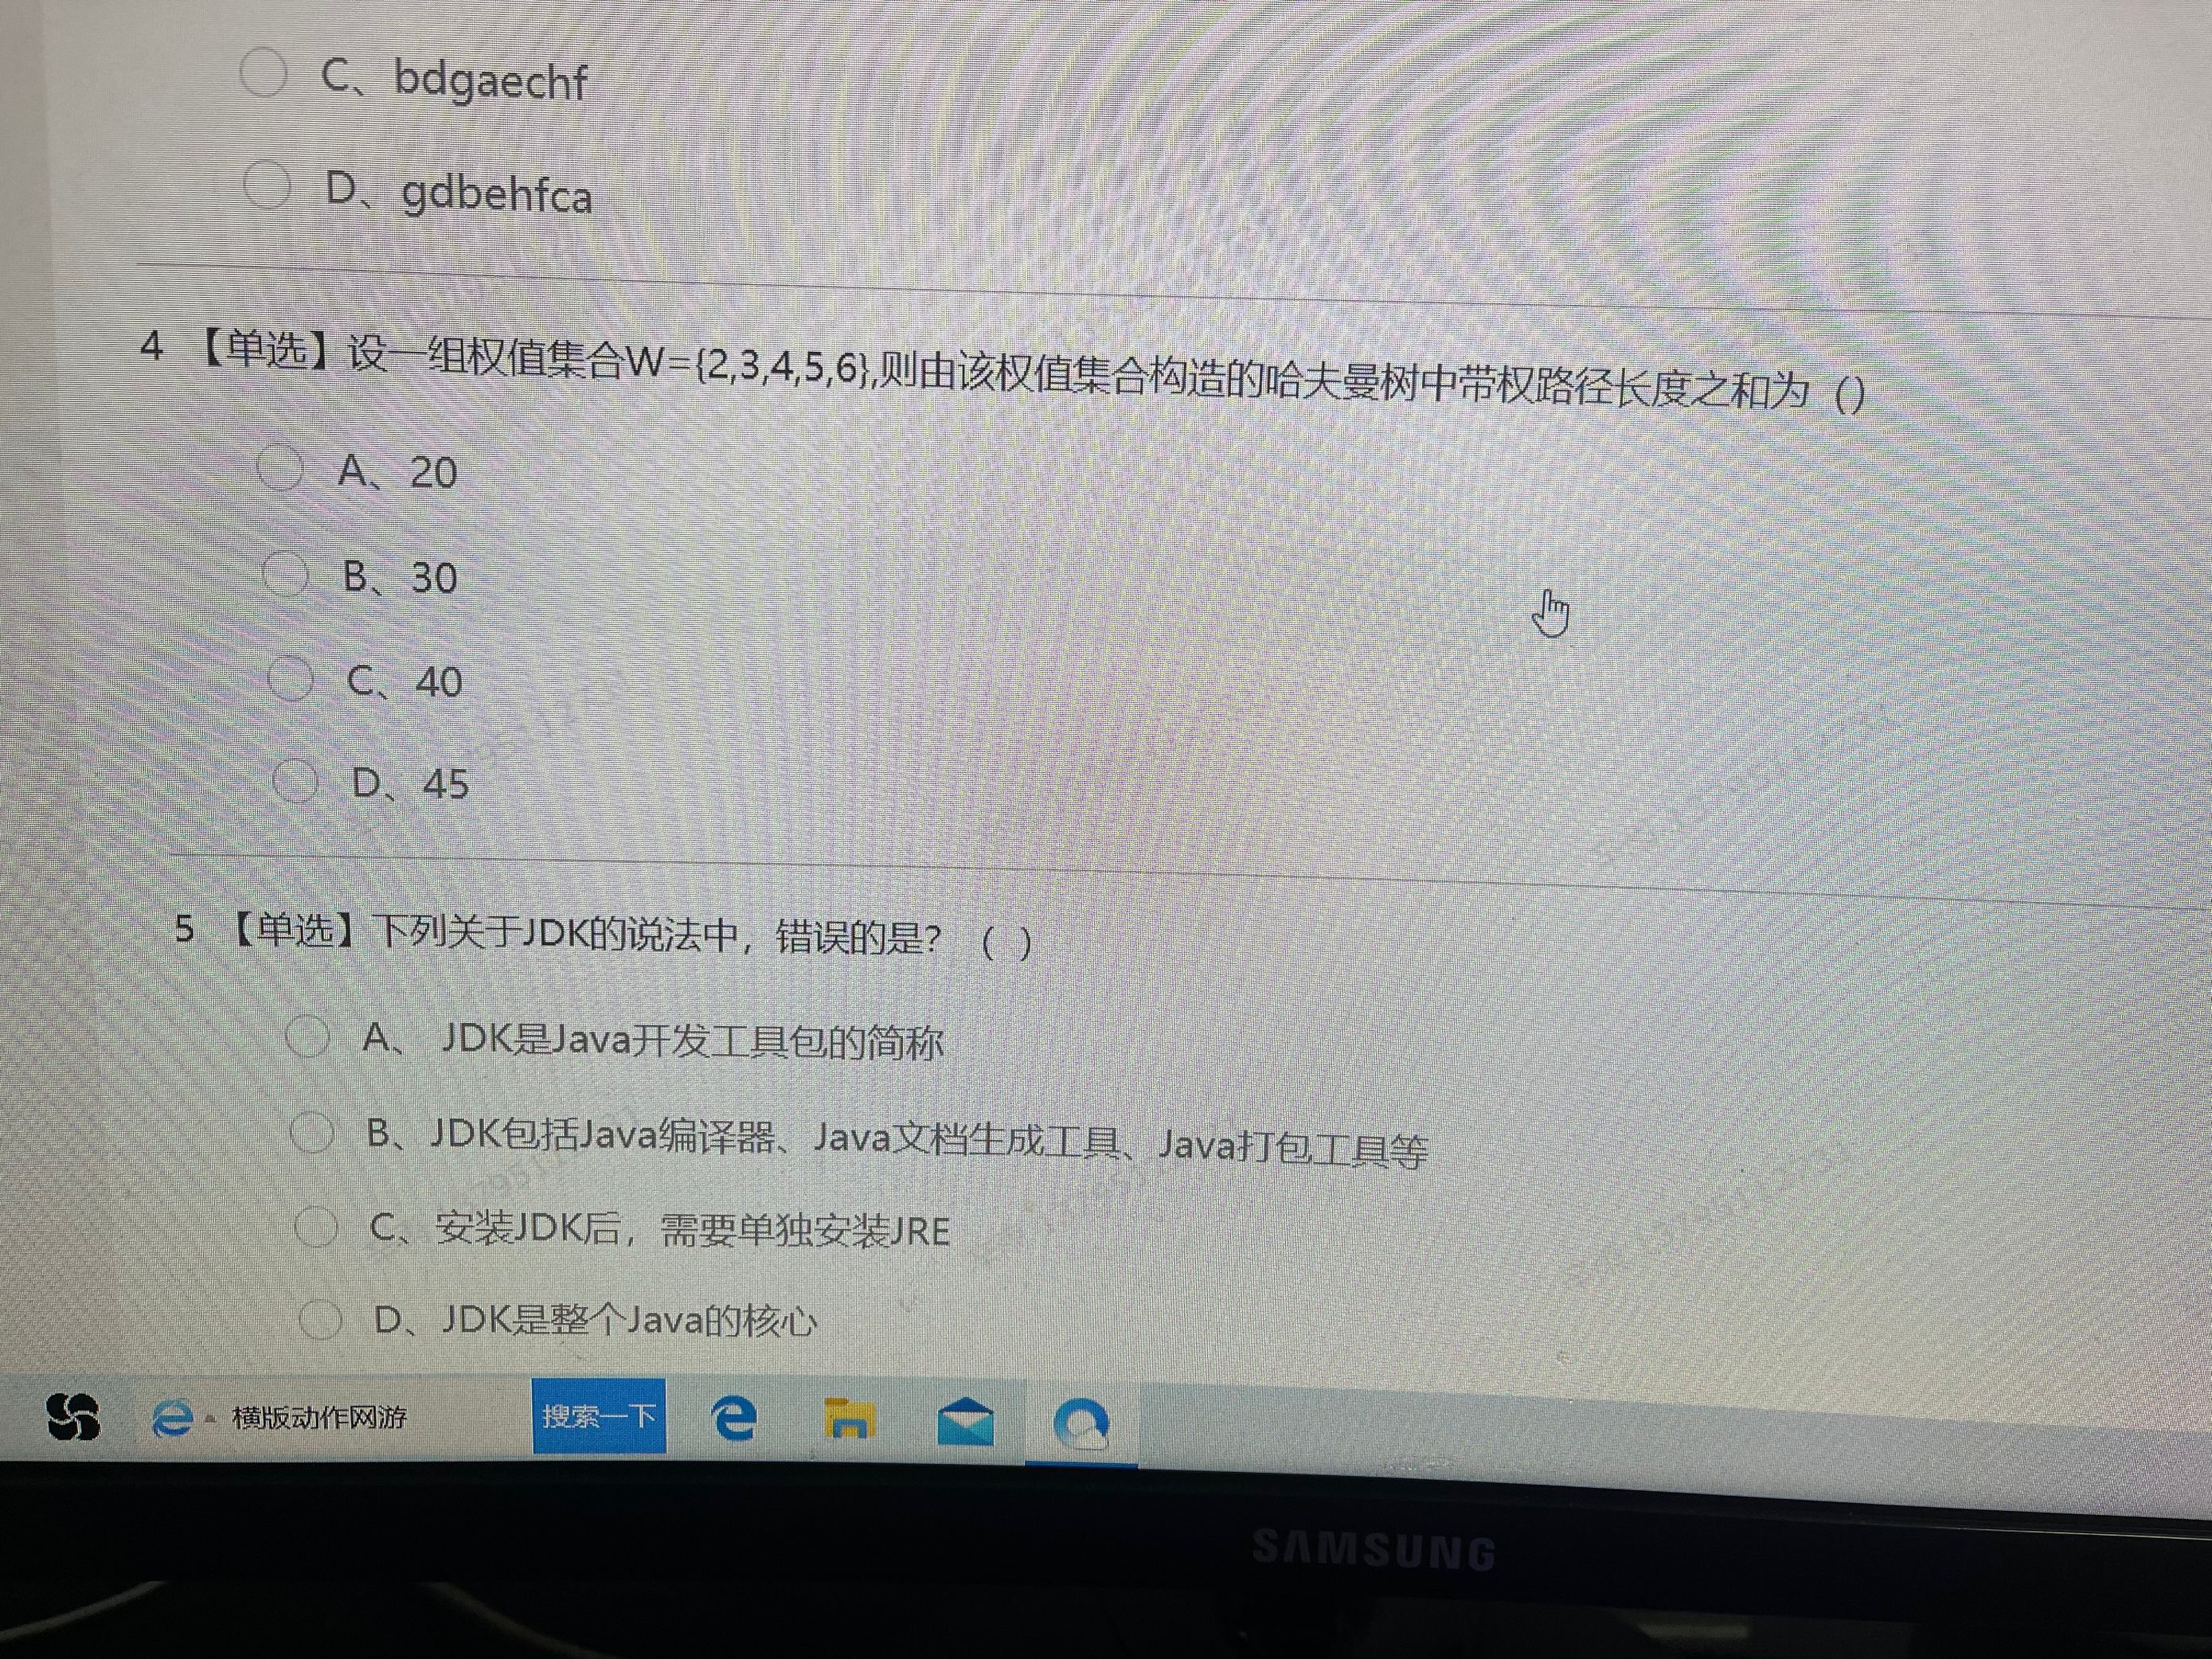 C、bdgaechf
D、gdbehfca
4 【单选】设一组权值集合W={2,3,4,5,6},则由该权值集合构造的哈夫曼树中带权路径长度之和为 ()
A、20
B、30
C、40
D、45
5 【单选】下列关于JDK的说法中，错误的是？ ( )
A、 JDK是Java开发工具包的简称
B、JDK包括Java编译器、Java文档生成工具、Java打包工具等
C、安装JDK后，需要单独安装JRE
D、JDK是整个Java的核心
横版动作网游
搜索一下
SAMSUNG